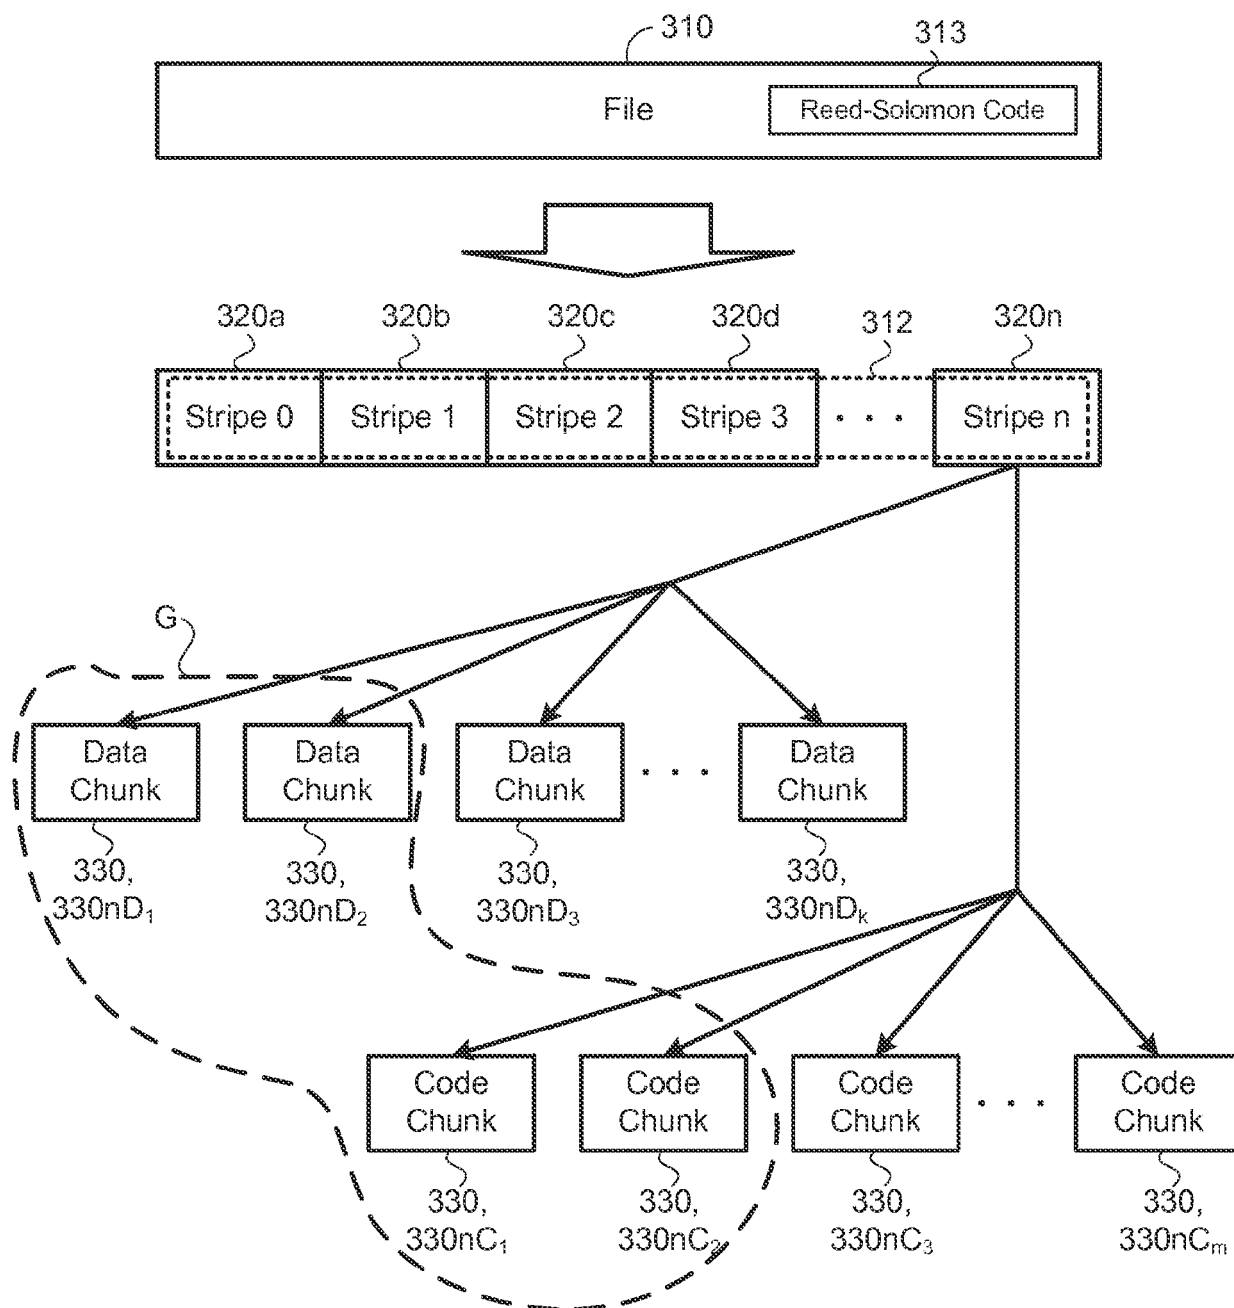 310
313
File
Reed-Solomon Code
320a 320b 320c 320d 312 320n
Stripe 0 Stripe 1 Stripe 2 Stripe 3 . . . Stripe n
G
Data Data Data Data
Chunk Chunk Chunk . . . Chunk
330, 330, 330, 330,
330nD₁ 330nD₂ 330nD₃ 330nDₖ
Code Code Code Code
Chunk Chunk Chunk . . . Chunk
330, 330, 330, 330,
330nC₁ 330nC₂ 330nC₃ 330nCₘ